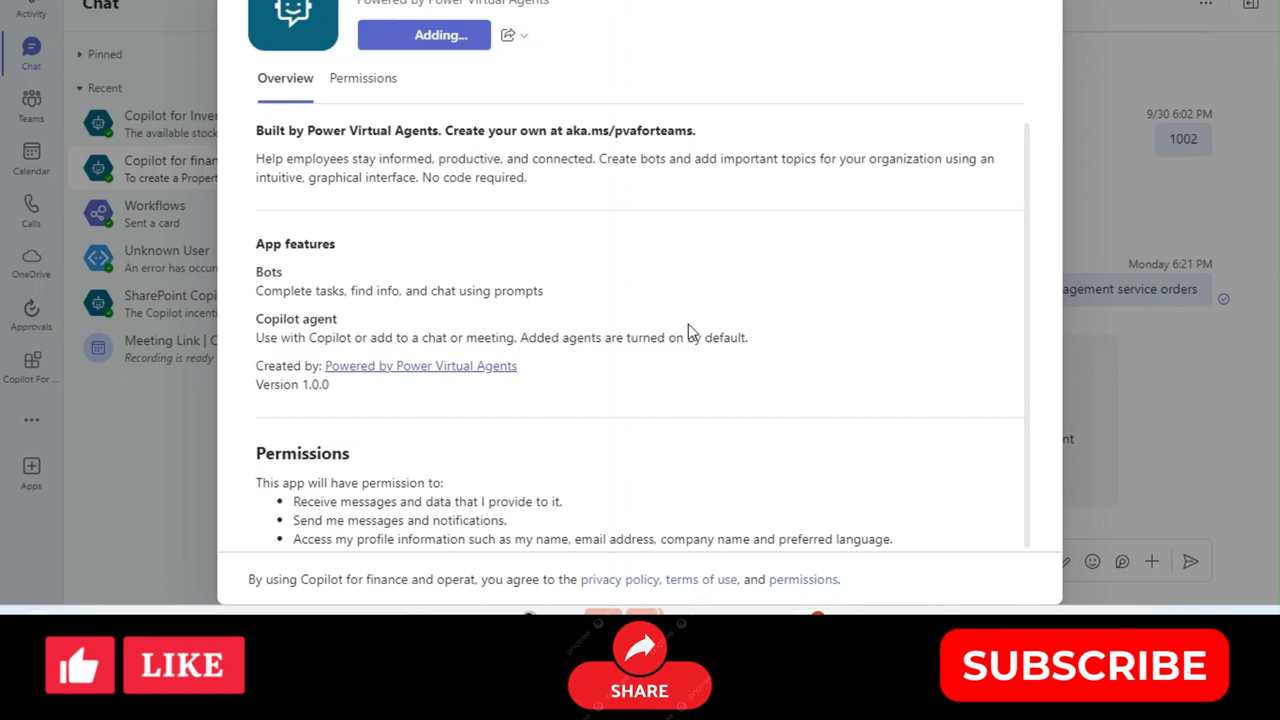 Powered by Power Virtual Agents
Activity
Chat
Adding...
Chat
Pinned
Overview
Permissions
Recent
Teams
Copilot for Inven
The available stock
9/30 6:02 PM
1002
Built by Power Virtual Agents. Create your own at aka.ms/pvaforteams.
Help employees stay informed, productive, and connected. Create bots and add important topics for your organization using an
intuitive, graphical interface. No code required.
Calendar
Copilot for finan
To create a Propert
Calls
Workflows
Sent a card
OneDrive
Unknown User
An error has occur
App features
Bots
Complete tasks, find info, and chat using prompts
Monday 6:21 PM
agement service orders
Approvals
SharePoint Copi
The Copilot incenti
Copilot agent
Use with Copilot or add to a chat or meeting. Added agents are turned on by default.
Meeting Link | C
Recording is ready
Created by: Powered by Power Virtual Agents
Version 1.0.0
Copilot For ...
Apps
Permissions
This app will have permission to:
• Receive messages and data that I provide to it.
• Send me messages and notifications.
• Access my profile information such as my name, email address, company name and preferred language.
By using Copilot for finance and operat, you agree to the privacy policy, terms of use, and permissions.
LIKE
SHARE
SUBSCRIBE